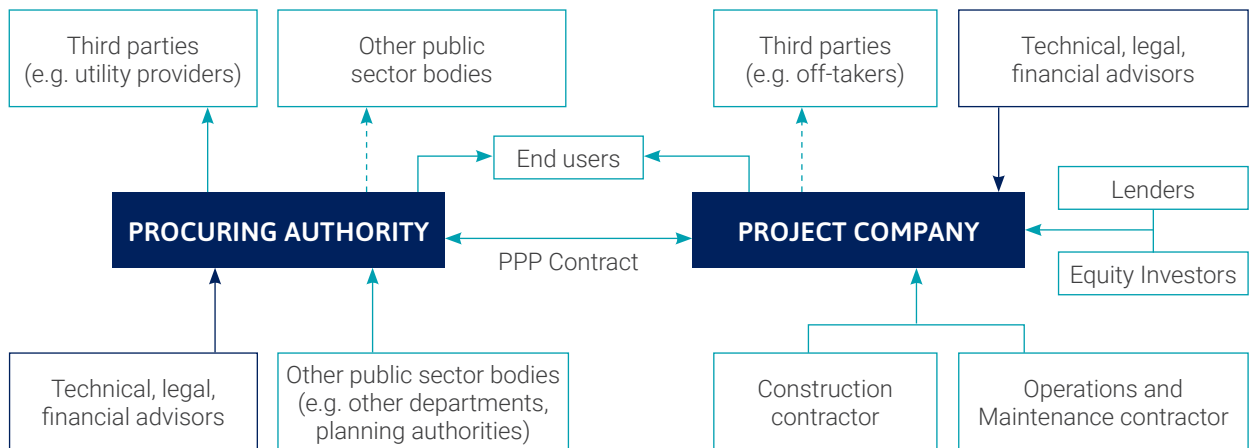 Third parties
(e.g. utility providers)
Other public
sector bodies
Third parties
(e.g. off-takers)
Technical, legal,
financial advisors
End users
Lenders
PROCURING AUTHORITY
PROJECT COMPANY
PPP Contract
Equity Investors
Technical, legal,
financial advisors
Other public sector bodies
(e.g. other departments,
planning authorities)
Construction
contractor
Operations and
Maintenance contractor